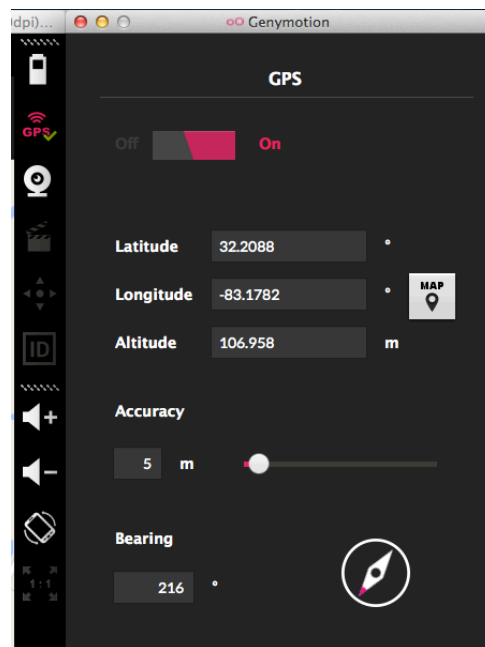 dpi)...
Genymotion
GPS
GPS
Off On
Latitude 32.2088 °
Longitude -83.1782 ° MAP
Altitude 106.958 m
ID
Accuracy
+
5 m
-
Bearing
1:1
216 °